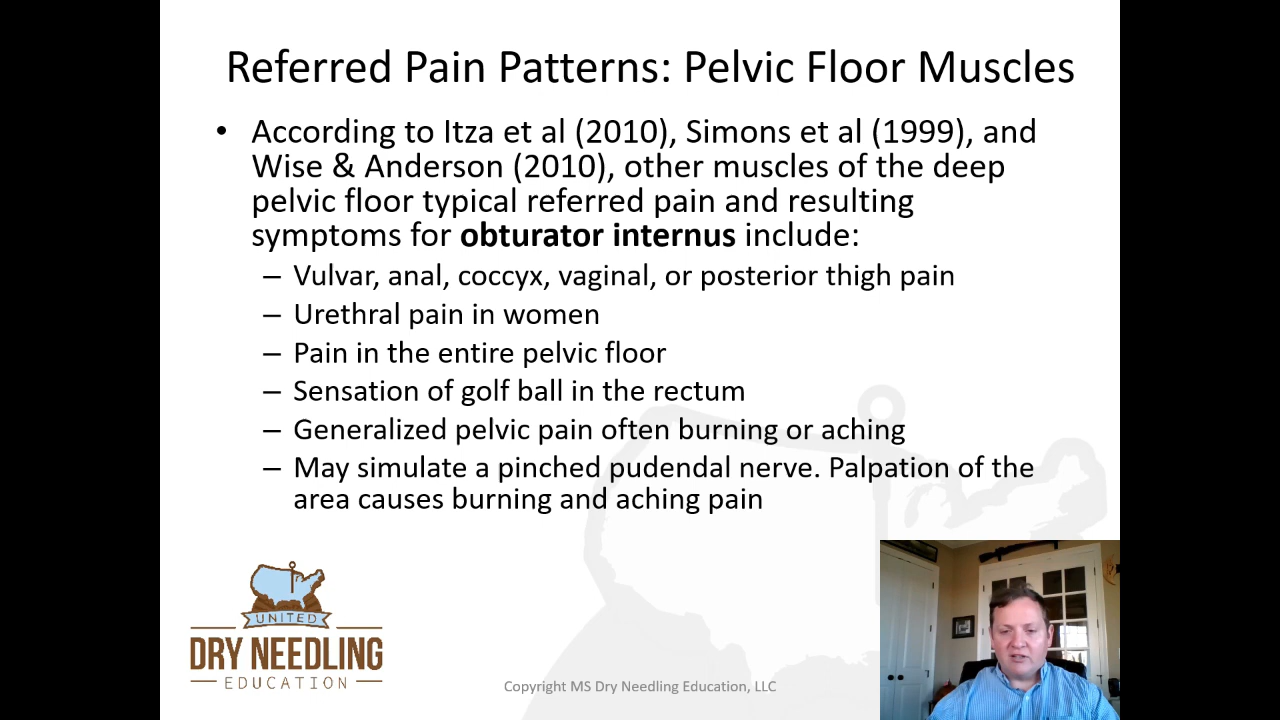 Referred Pain Patterns: Pelvic Floor Muscles
• According to Itza et al (2010), Simons et al (1999), and
Wise & Anderson (2010), other muscles of the deep
pelvic floor typical referred pain and resulting
symptoms for obturator internus include:
– Vulvar, anal, coccyx, vaginal, or posterior thigh pain
– Urethral pain in women
– Pain in the entire pelvic floor
– Sensation of golf ball in the rectum
– Generalized pelvic pain often burning or aching
– May simulate a pinched pudendal nerve. Palpation of the
area causes burning and aching pain
UNITED
DRY NEEDLING
EDUCATION
Copyright MS Dry Needling Education, LLC